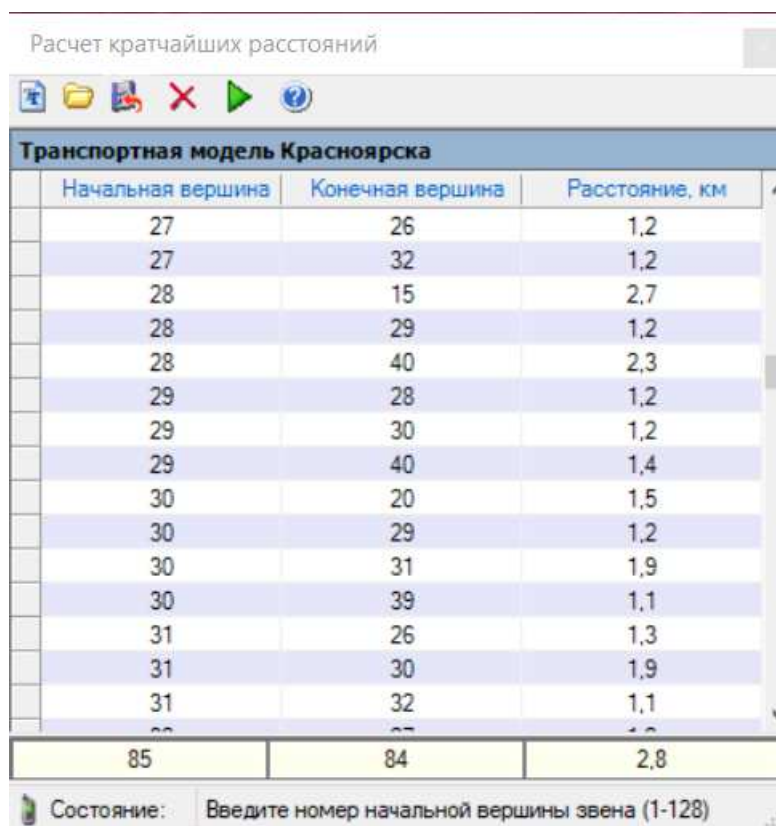 Расчет кратчайших расстояний
Транспортная модель Красноярска
Начальная вершина Конечная вершина Расстояние, км
27 26 1,2
27 32 1,2
28 15 2,7
28 29 1,2
28 40 2,3
29 28 1,2
29 30 1,2
29 40 1,4
30 20 1,5
30 29 1,2
30 31 1,9
30 39 1,1
31 26 1,3
31 30 1,9
31 32 1,1
85 84 2,8
Состояние: Введите номер начальной вершины звена (1-128)